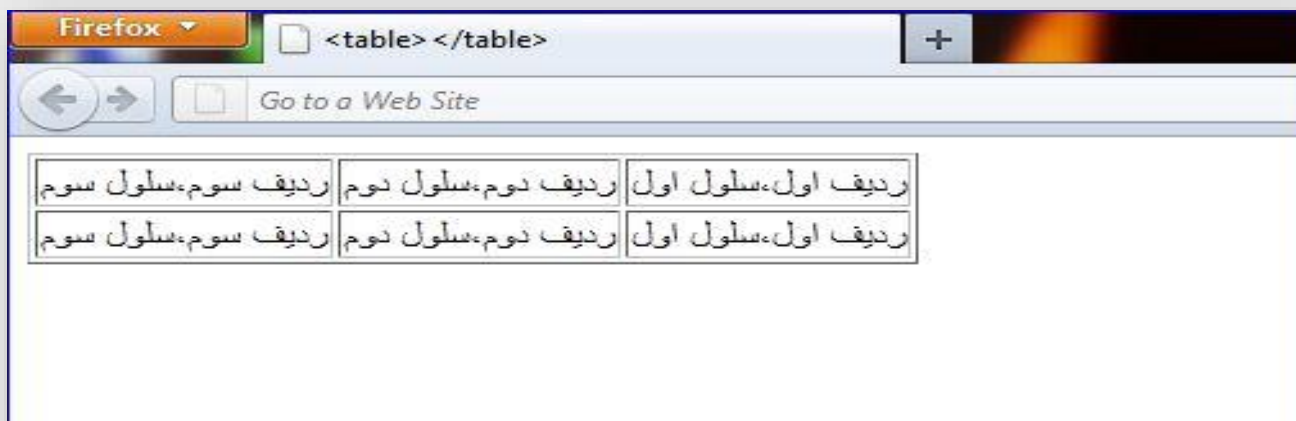 Firefox
<table></table>
+
Go to a Web Site
ردیف اول،سلول اول ردیف دوم،سلول دوم ردیف سوم،سلول سوم
ردیف اول،سلول اول ردیف دوم،سلول دوم ردیف سوم،سلول سوم